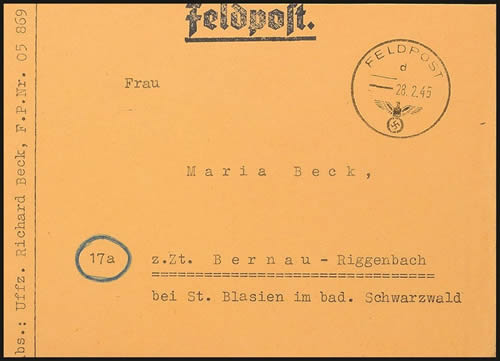 Feldpost.
FELDPOST
d
28.2.45
Frau
Maria Beck,
17a
z.Zt. Bernau-Riggenbach
bei St. Blasien im bad. Schwarzwald
bs.: Uffz. Richard Beck, F.P.Nr. 05 869